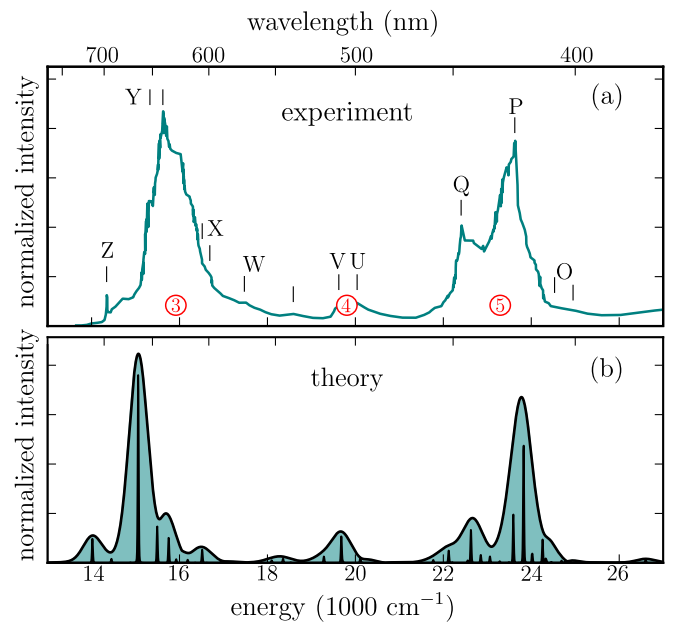 wavelength (nm)
700 600 500 400
normalized intensity
(a)
experiment
Y
P
Q
Z
X
W
V U
O
3
4
5
normalized intensity
(b)
theory
14 16 18 20 22 24 26
energy (1000 cm⁻¹)